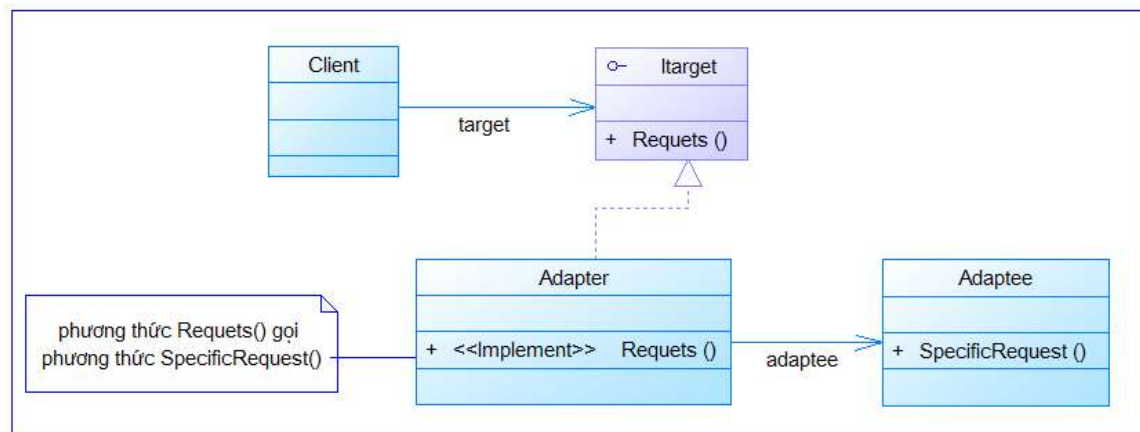 Client
Itarget
target
+ Requets ()
Adapter
Adaptee
phương thức Requets() gọi
phương thức SpecificRequest()
+ <<Implement>> Requets ()
adaptee
+ SpecificRequest ()